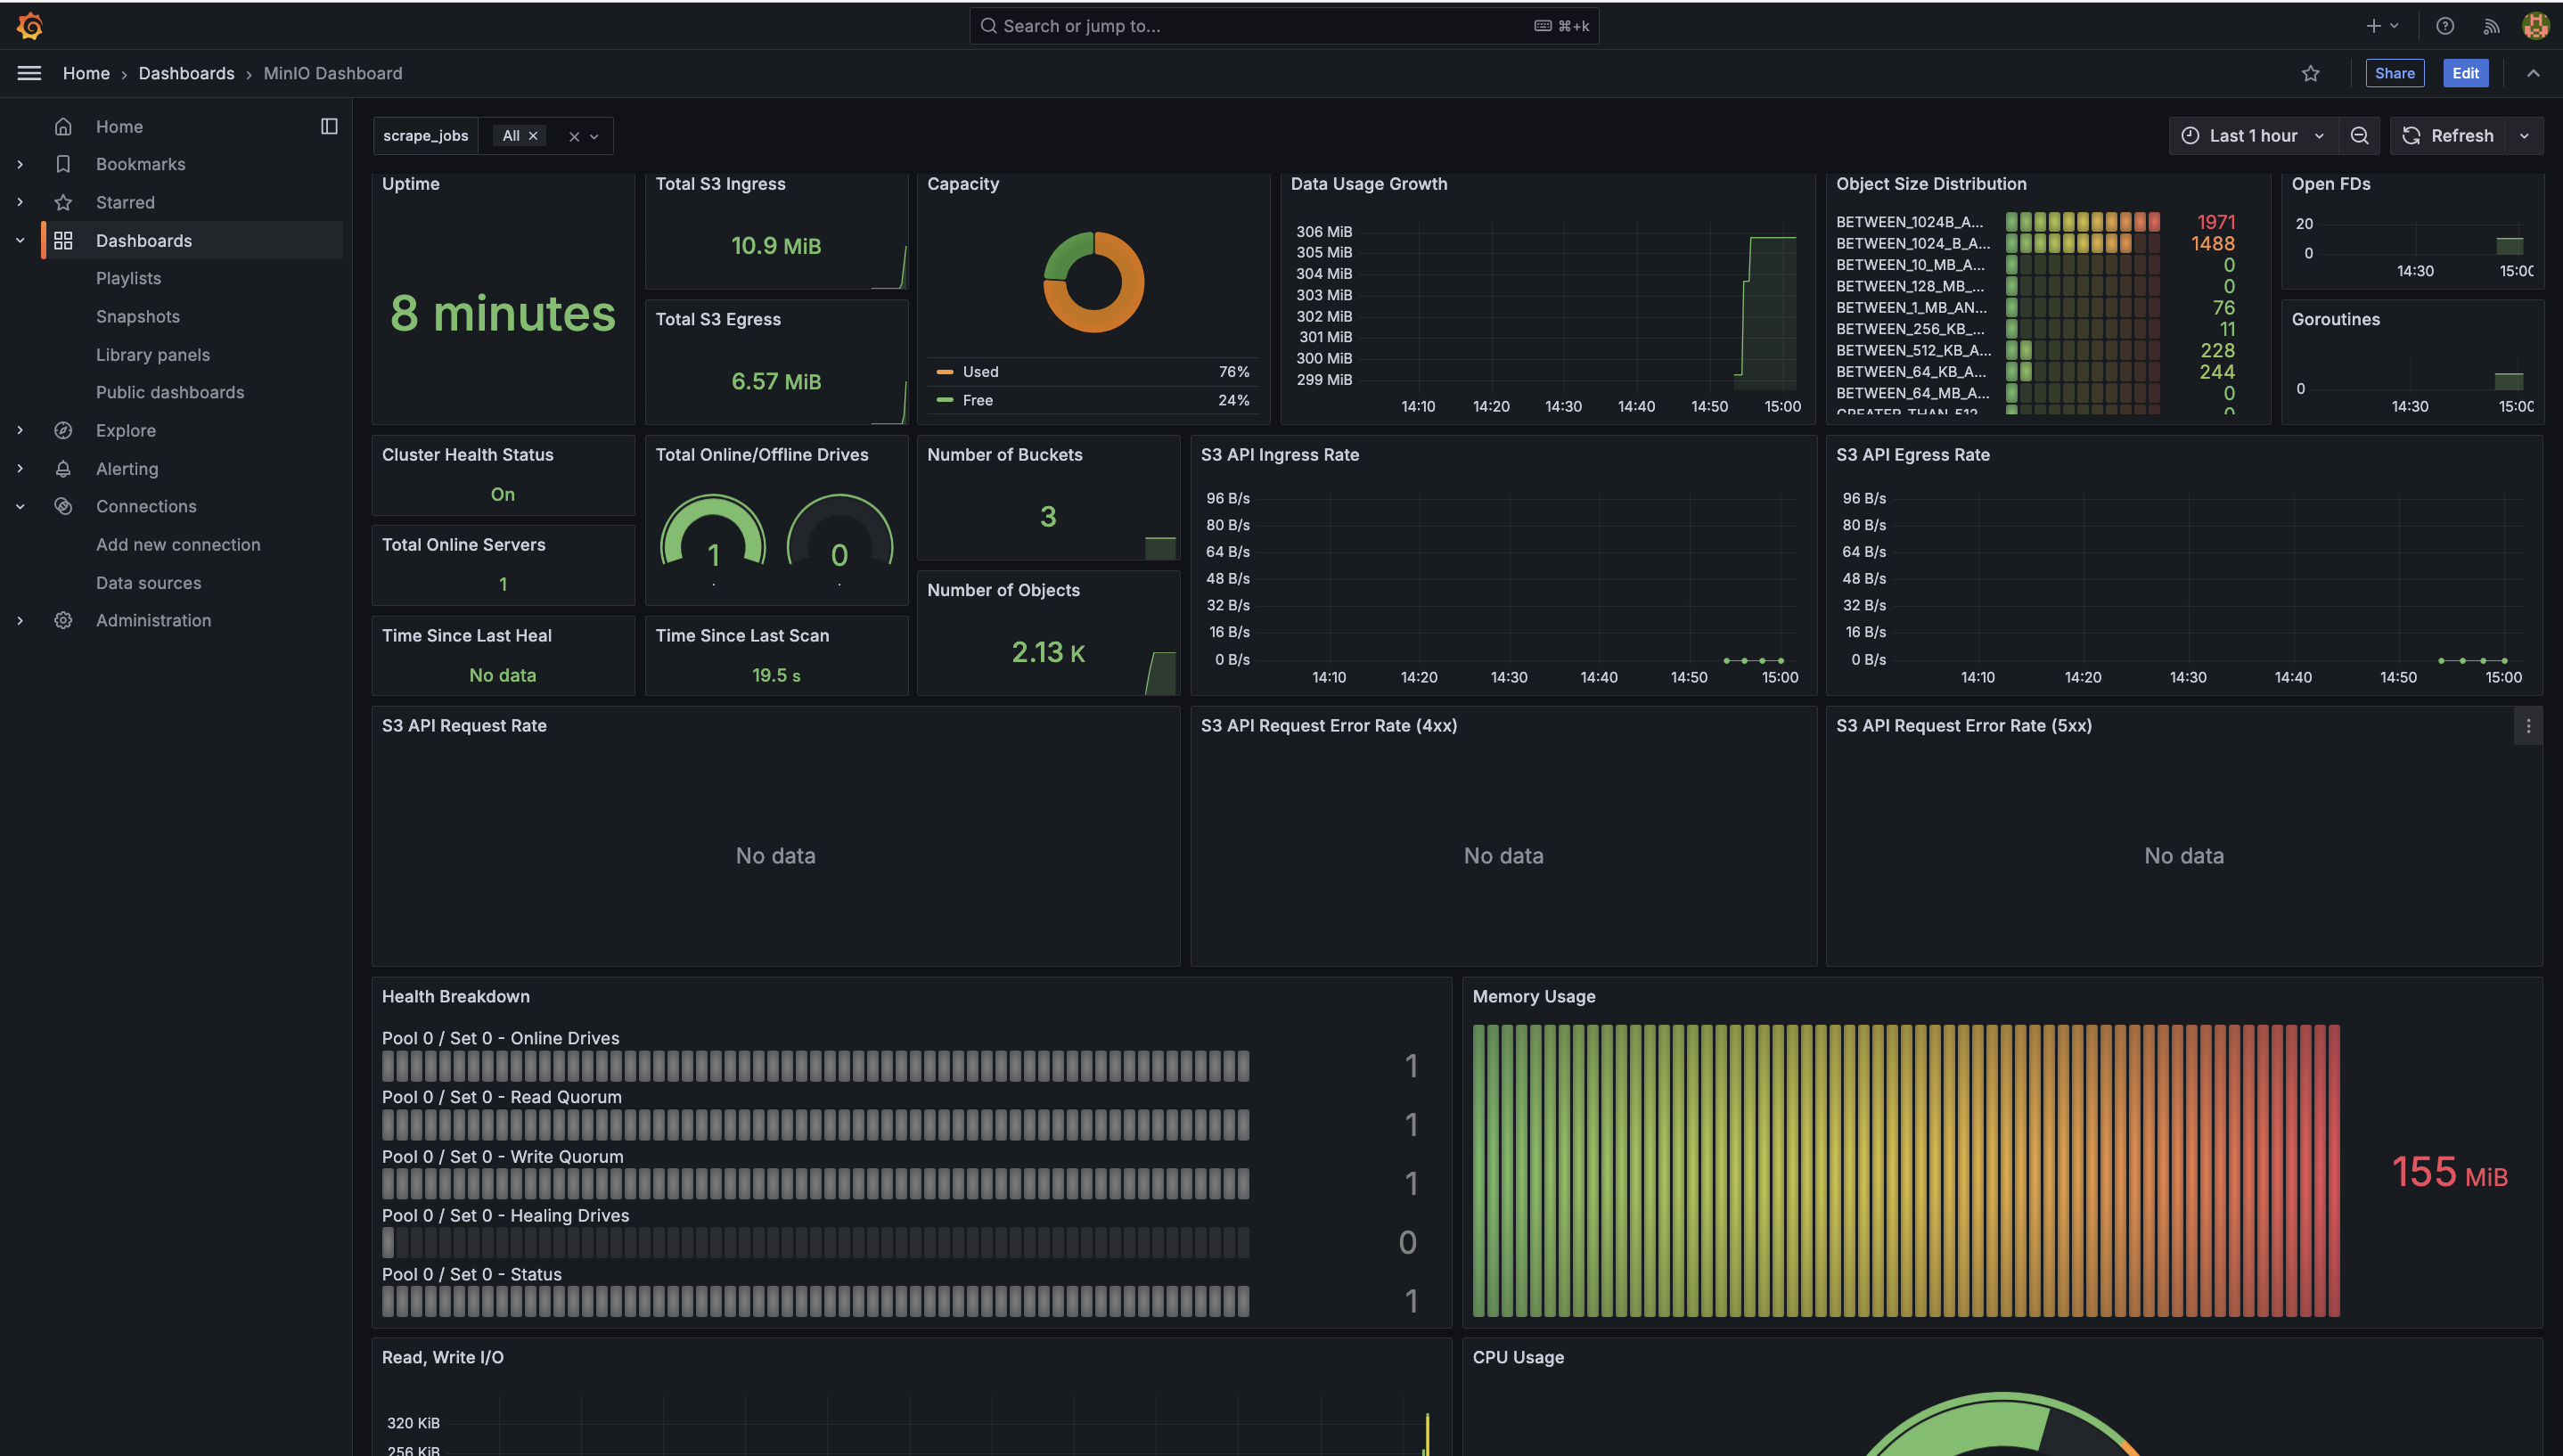 Search or jump to...
⌘+k
Home › Dashboards › MinIO Dashboard
Share
Edit
Home
Bookmarks
Starred
Dashboards
Playlists
Snapshots
Library panels
Public dashboards
Explore
Alerting
Connections
Add new connection
Data sources
Administration
scrape_jobs
All
Last 1 hour
Refresh
Uptime
8 minutes
Total S3 Ingress
10.9 MiB
Total S3 Egress
6.57 MiB
Capacity
Used 76%
Free 24%
Data Usage Growth
306 MiB
305 MiB
304 MiB
303 MiB
302 MiB
301 MiB
300 MiB
299 MiB
14:10 14:20 14:30 14:40 14:50 15:00
Object Size Distribution
BETWEEN_1024B_A... 1971
BETWEEN_1024_B_A... 1488
BETWEEN_10_MB_A... 0
BETWEEN_128_MB_... 0
BETWEEN_1_MB_AN... 76
BETWEEN_256_KB_... 11
BETWEEN_512_KB_A... 228
BETWEEN_64_KB_A... 244
BETWEEN_64_MB_A... 0
GREATER_THAN_512 0
Open FDs
20
0
14:30 15:00
Goroutines
0
14:30 15:00
Cluster Health Status
On
Total Online Servers
1
Time Since Last Heal
No data
Total Online/Offline Drives
1 0
Time Since Last Scan
19.5 s
Number of Buckets
3
Number of Objects
2.13 K
S3 API Ingress Rate
96 B/s
80 B/s
64 B/s
48 B/s
32 B/s
16 B/s
0 B/s
14:10 14:20 14:30 14:40 14:50 15:00
S3 API Egress Rate
96 B/s
80 B/s
64 B/s
48 B/s
32 B/s
16 B/s
0 B/s
14:10 14:20 14:30 14:40 14:50 15:00
S3 API Request Rate
No data
S3 API Request Error Rate (4xx)
No data
S3 API Request Error Rate (5xx)
No data
Health Breakdown
Pool 0 / Set 0 - Online Drives
1
Pool 0 / Set 0 - Read Quorum
1
Pool 0 / Set 0 - Write Quorum
1
Pool 0 / Set 0 - Healing Drives
0
Pool 0 / Set 0 - Status
1
Memory Usage
155 MiB
Read, Write I/O
320 KiB
256 KiB
CPU Usage